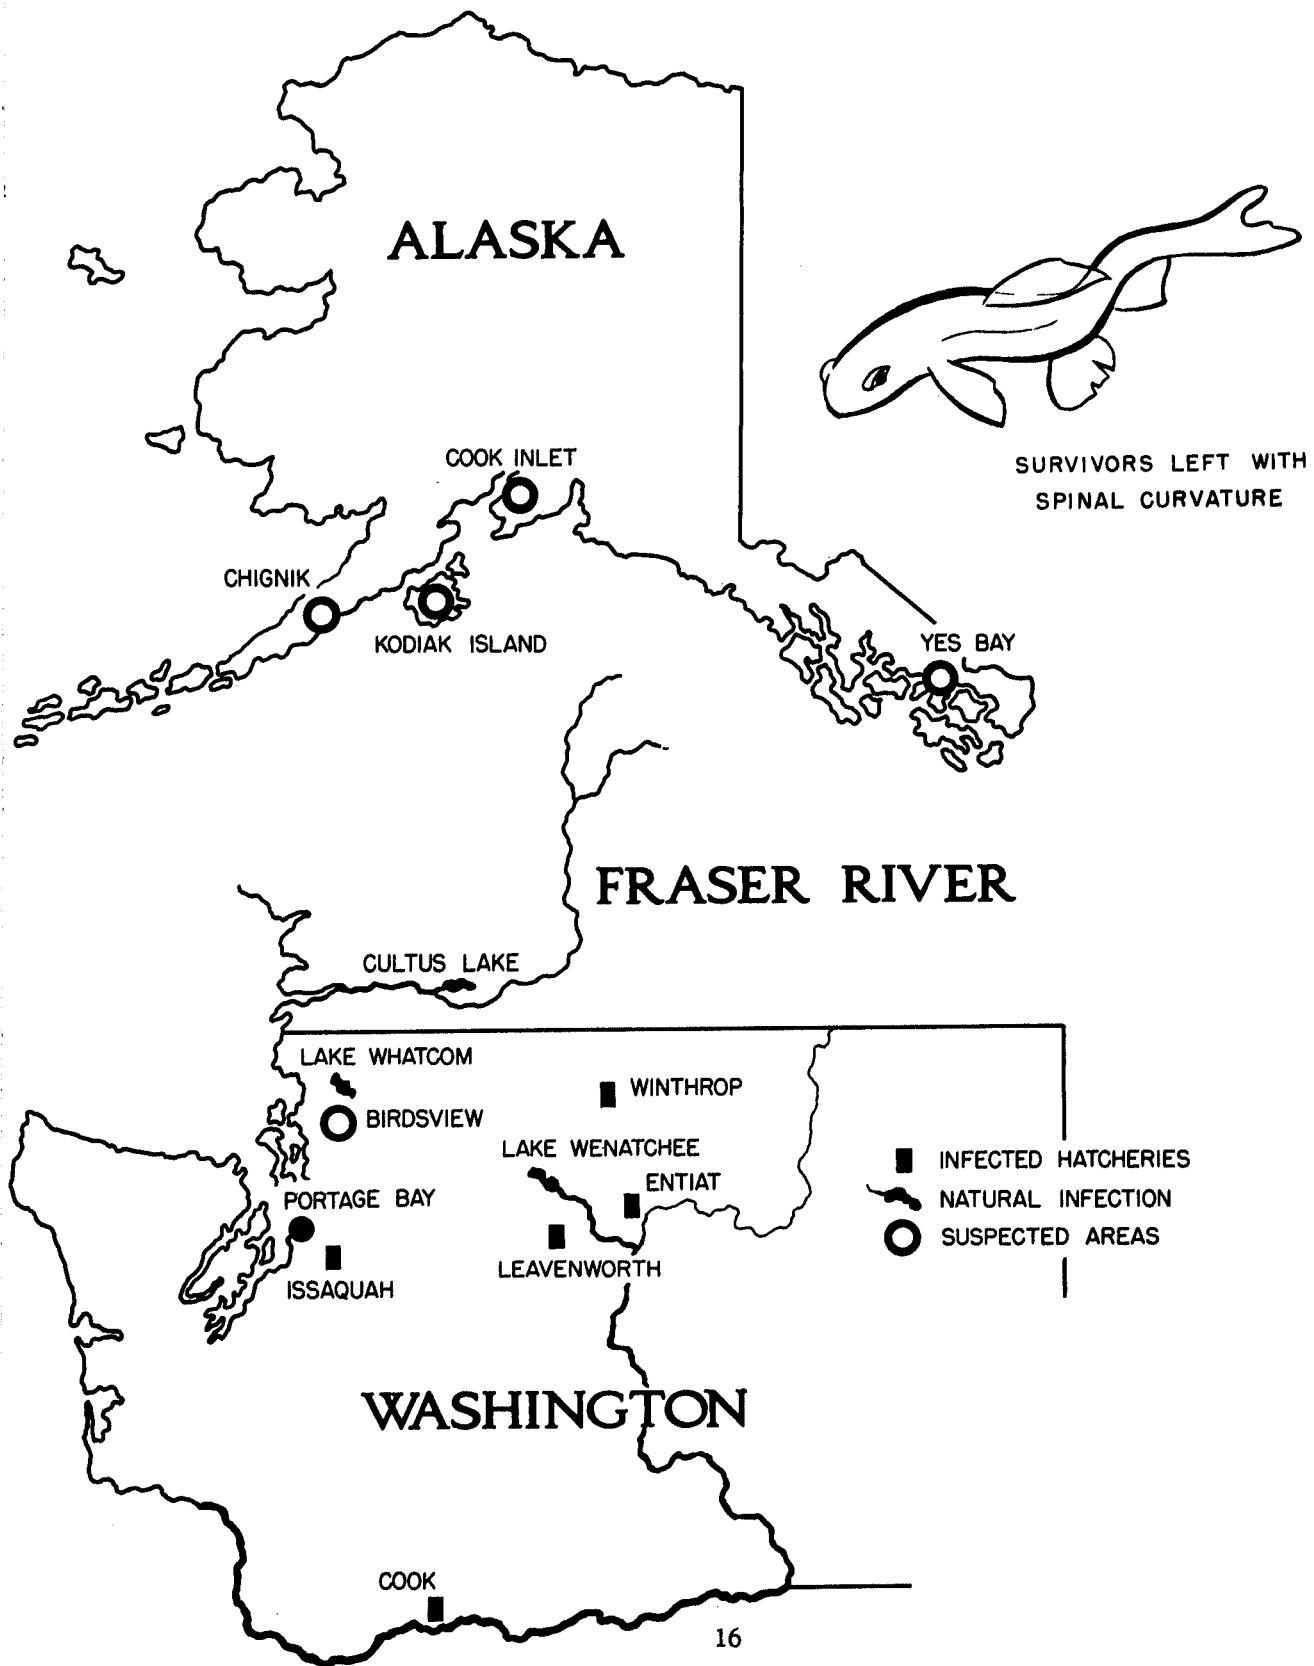 ALASKA
COOK INLET
SURVIVORS LEFT WITH
SPINAL CURVATURE
CHIGNIK
KODIAK ISLAND
YES BAY
FRASER RIVER
CULTUS LAKE
LAKE WHATCOM
WINTHROP
BIRDSVIEW
LAKE WENATCHEE
ENTIAT
INFECTED HATCHERIES
NATURAL INFECTION
SUSPECTED AREAS
PORTAGE BAY
ISSAQUAH
LEAVENWORTH
WASHINGTON
COOK
16